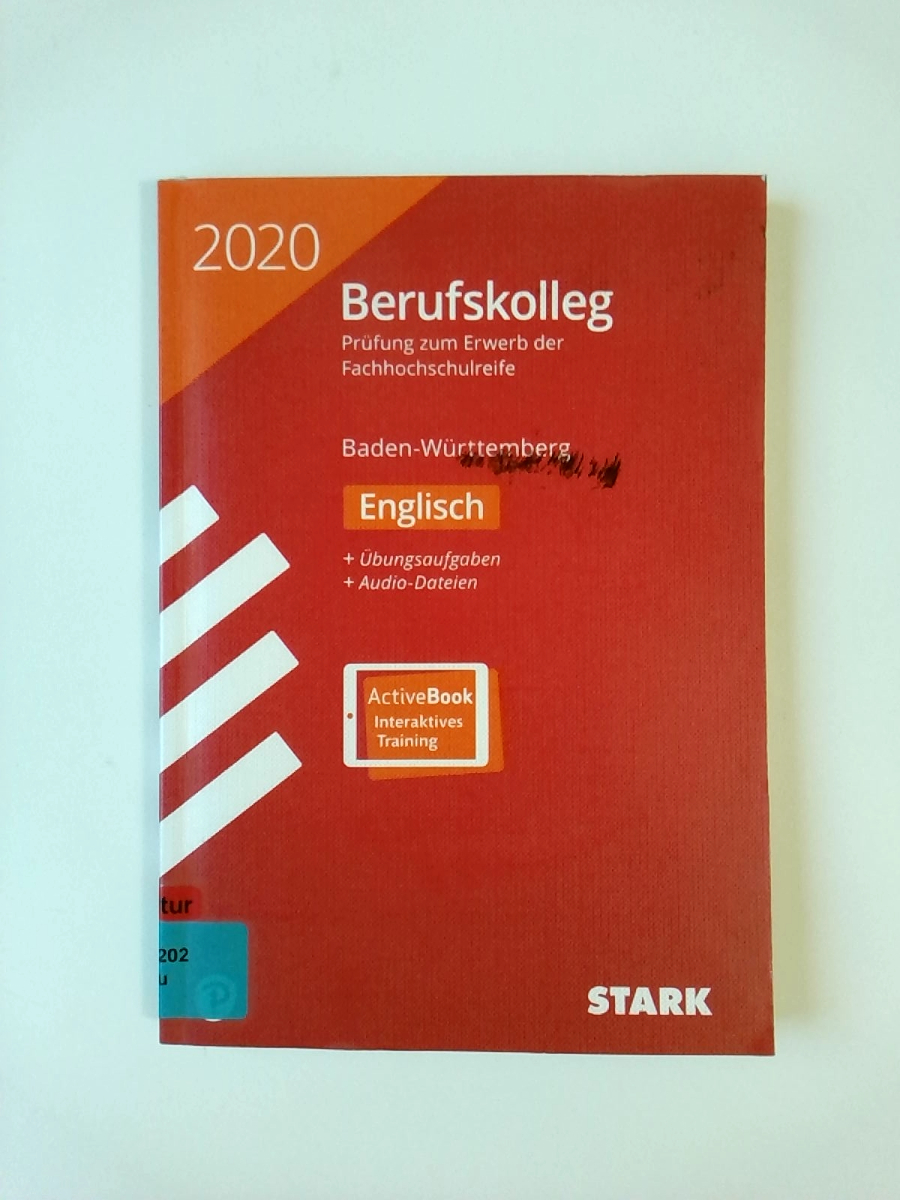 2020
Berufskolleg
Prüfung zum Erwerb der
Fachhochschulreife
Baden-Württemberg
Englisch
+ Übungsaufgaben
+ Audio-Dateien
ActiveBook
Interaktives
Training
tur
202
u
P
STARK